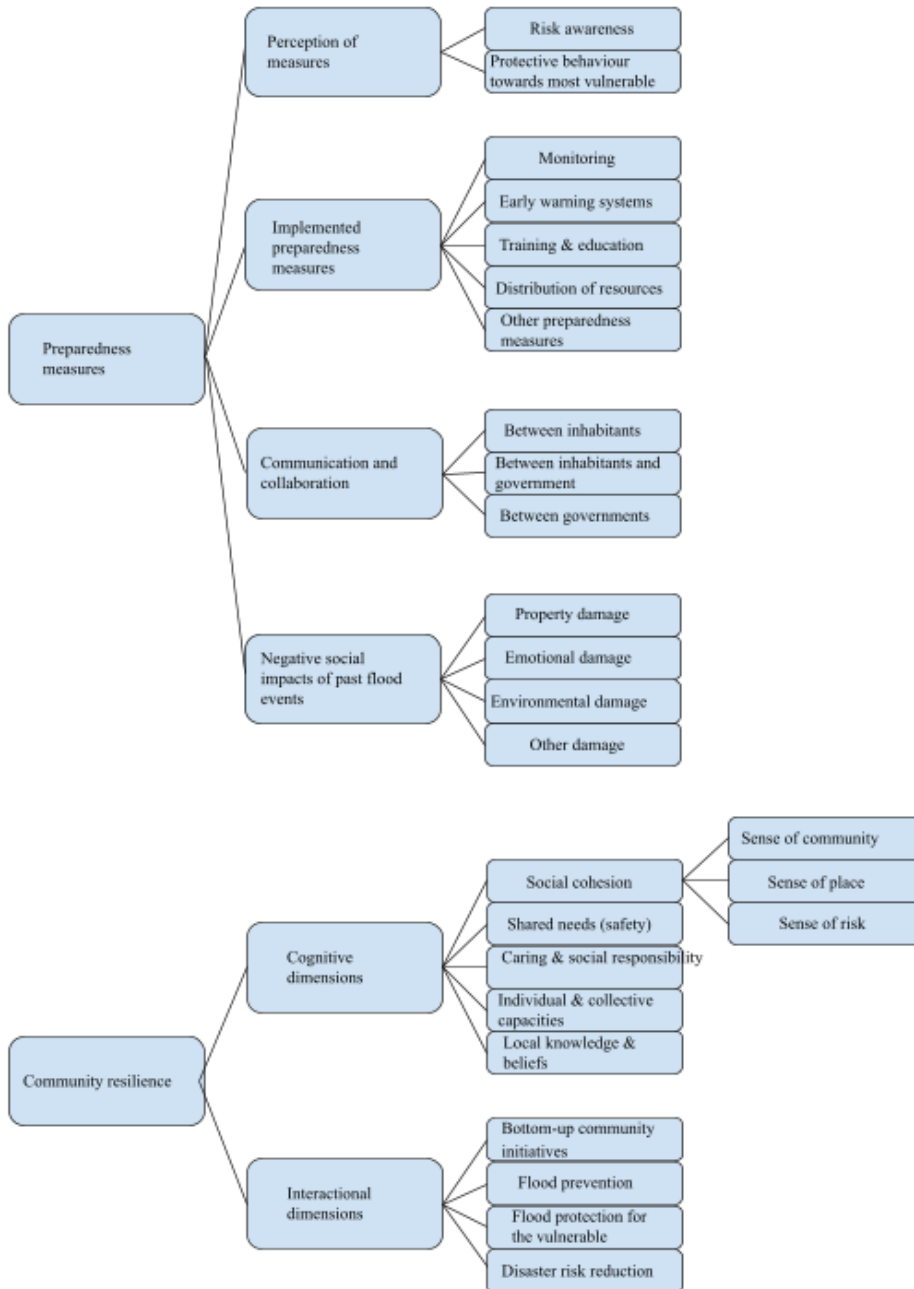 Perception of
measures
Risk awareness
Protective behaviour
towards most vulnerable
Implemented
preparedness
measures
Monitoring
Early warning systems
Training & education
Distribution of resources
Other preparedness
measures
Preparedness
measures
Communication and
collaboration
Between inhabitants
Between inhabitants and
government
Between governments
Negative social
impacts of past flood
events
Property damage
Emotional damage
Environmental damage
Other damage
Community resilience
Cognitive
dimensions
Social cohesion
Sense of community
Sense of place
Sense of risk
Shared needs (safety)
Caring & social responsibility
Individual & collective
capacities
Local knowledge &
beliefs
Interactional
dimensions
Bottom-up community
initiatives
Flood prevention
Flood protection for
the vulnerable
Disaster risk reduction